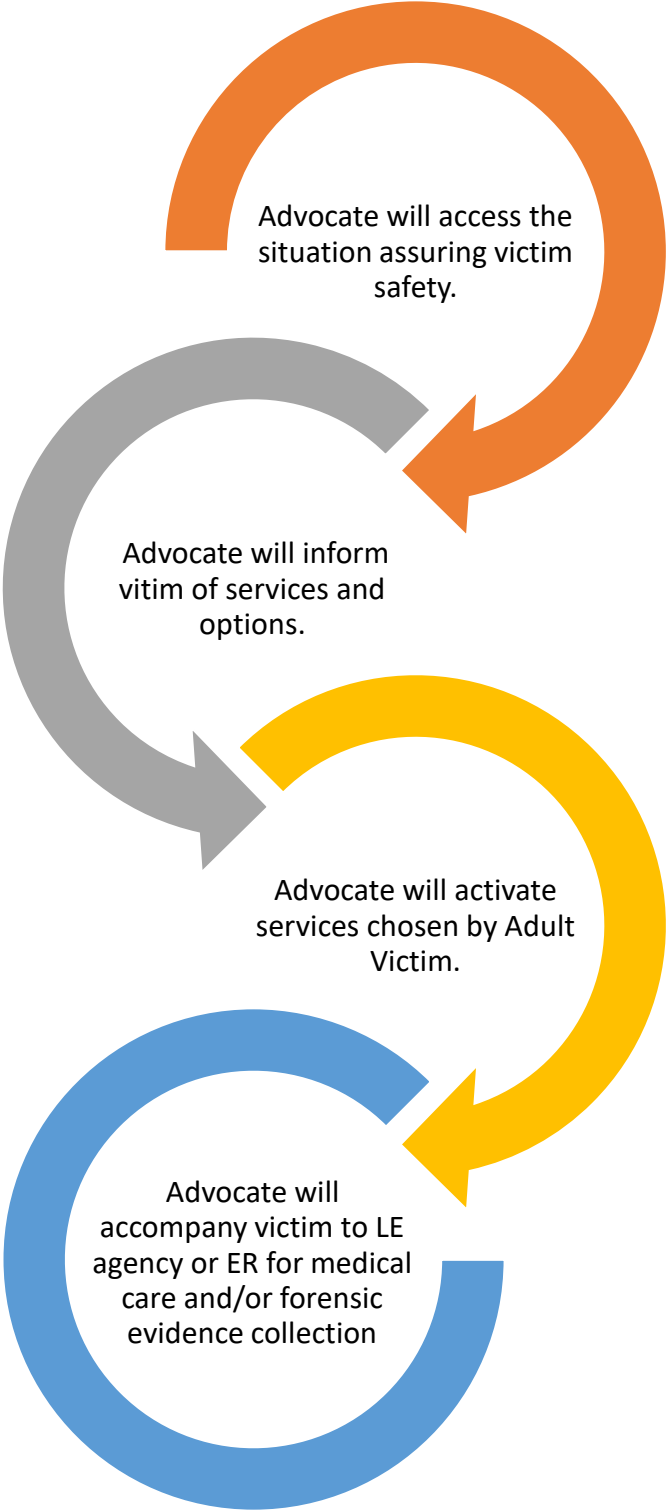 Advocate will access the
situation assuring victim
safety.
Advocate will inform
vitim of services and
options.
Advocate will activate
services chosen by Adult
Victim.
Advocate will
accompany victim to LE
agency or ER for medical
care and/or forensic
evidence collection